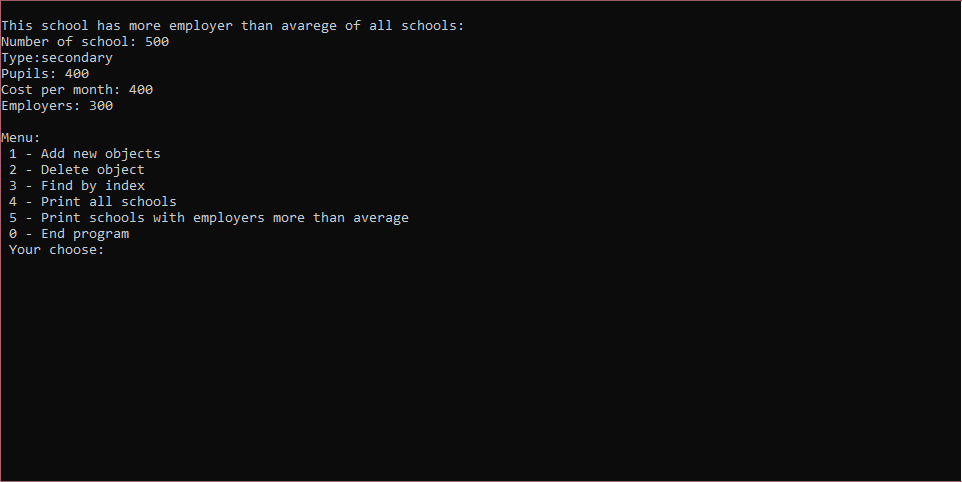 This school has more employer than avarege of all schools:
Number of school: 500
Type:secondary
Pupils: 400
Cost per month: 400
Employers: 300
Menu:
1 - Add new objects
2 - Delete object
3 - Find by index
4 - Print all schools
5 - Print schools with employers more than average
0 - End program
Your choose: